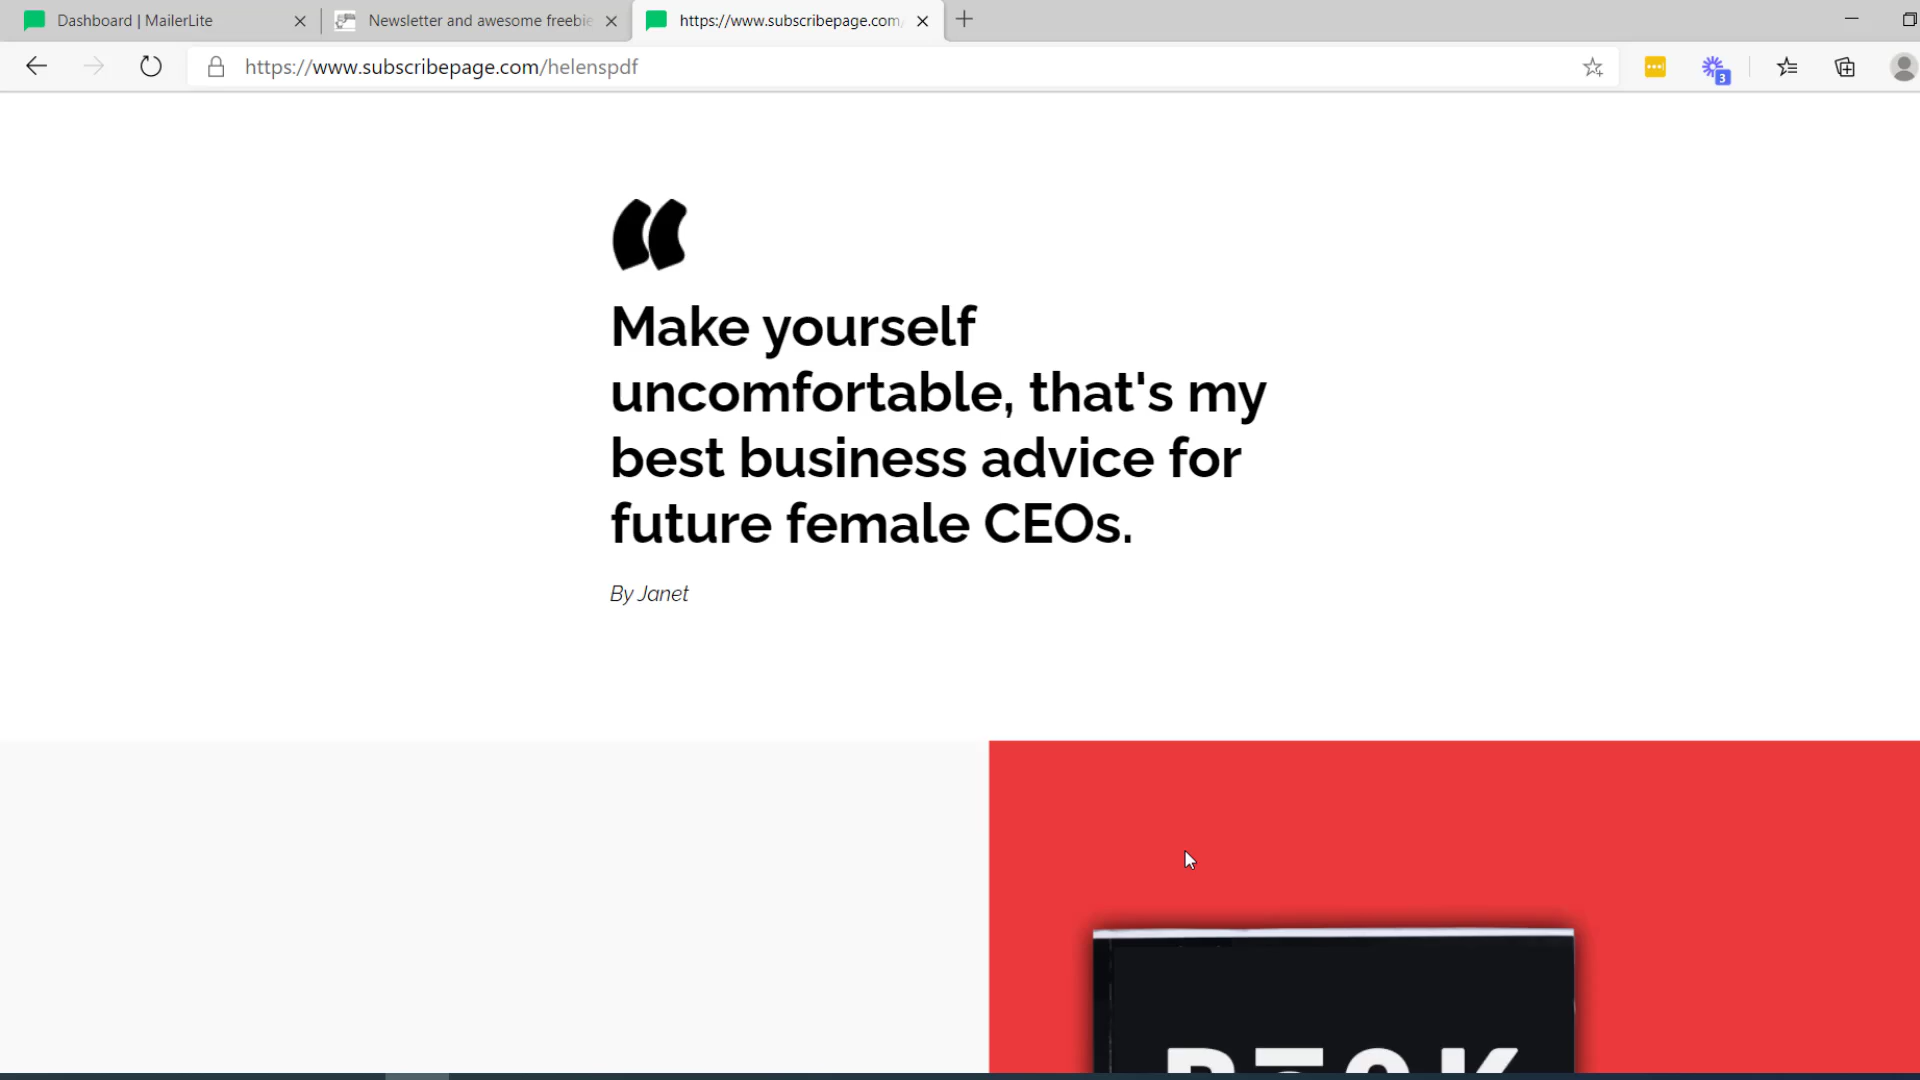 Dashboard | MailerLite
Newsletter and awesome freebie
https://www.subscribepage.com/
https://www.subscribepage.com/helenspdf
3
Make yourself
uncomfortable, that's my
best business advice for
future female CEOs.
By Janet